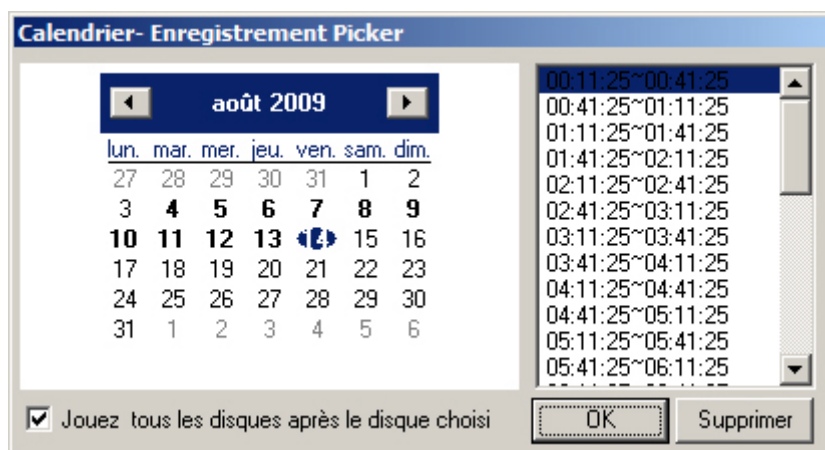 Calendrier- Enregistrement Picker
août 2009
lun. mar. mer. jeu. ven. sam. dim.
27 28 29 30 31 1 2
3 4 5 6 7 8 9
10 11 12 13 14 15 16
17 18 19 20 21 22 23
24 25 26 27 28 29 30
31 1 2 3 4 5 6
00:11:25~00:41:25
00:41:25~01:11:25
01:11:25~01:41:25
01:41:25~02:11:25
02:11:25~02:41:25
02:41:25~03:11:25
03:11:25~03:41:25
03:41:25~04:11:25
04:11:25~04:41:25
04:41:25~05:11:25
05:11:25~05:41:25
05:41:25~06:11:25
Jouez tous les disques après le disque choisi
OK
Supprimer